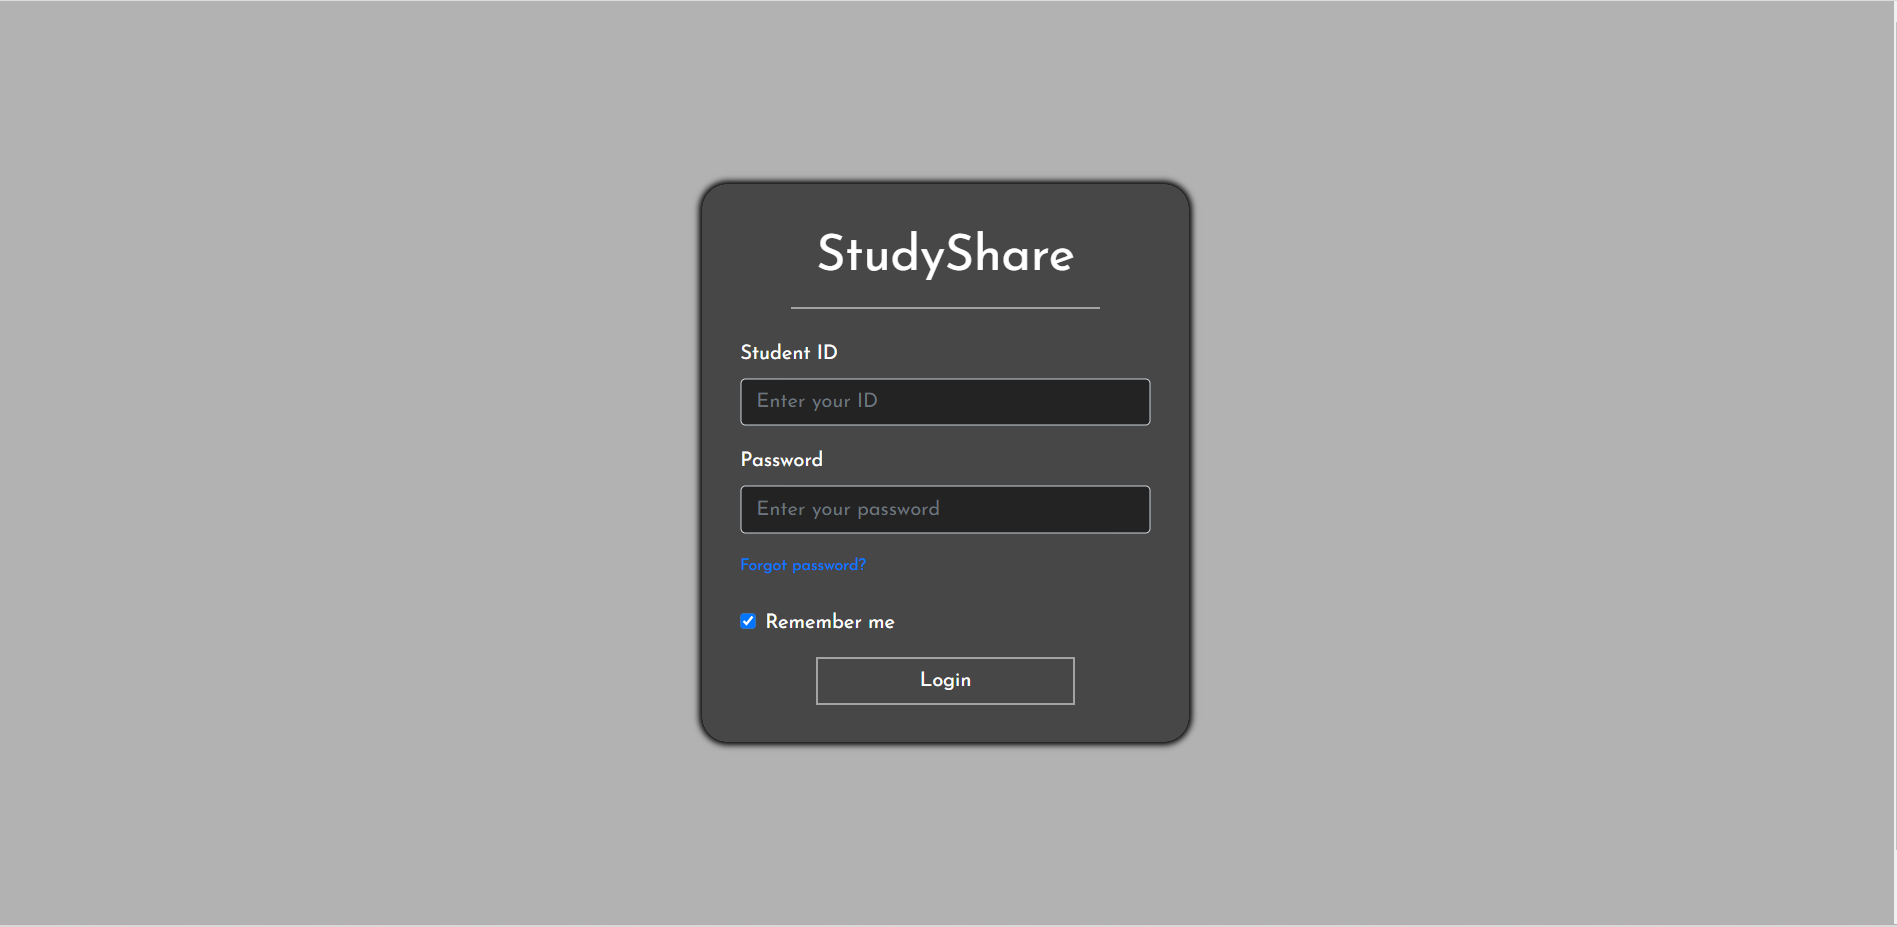 StudyShare
Student ID
Enter your ID
Password
Enter your password
Forgot password?
Remember me
Login